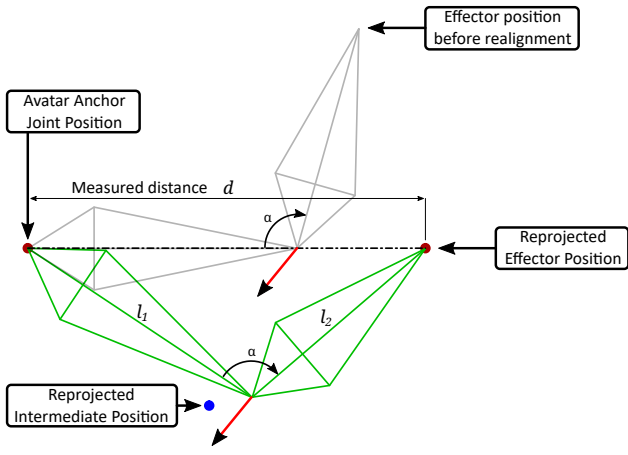 Effector position
before realignment
Avatar Anchor
Joint Position
Measured distance d
α
Reprojected
Effector Position
l1
l2
α
Reprojected
Intermediate Position